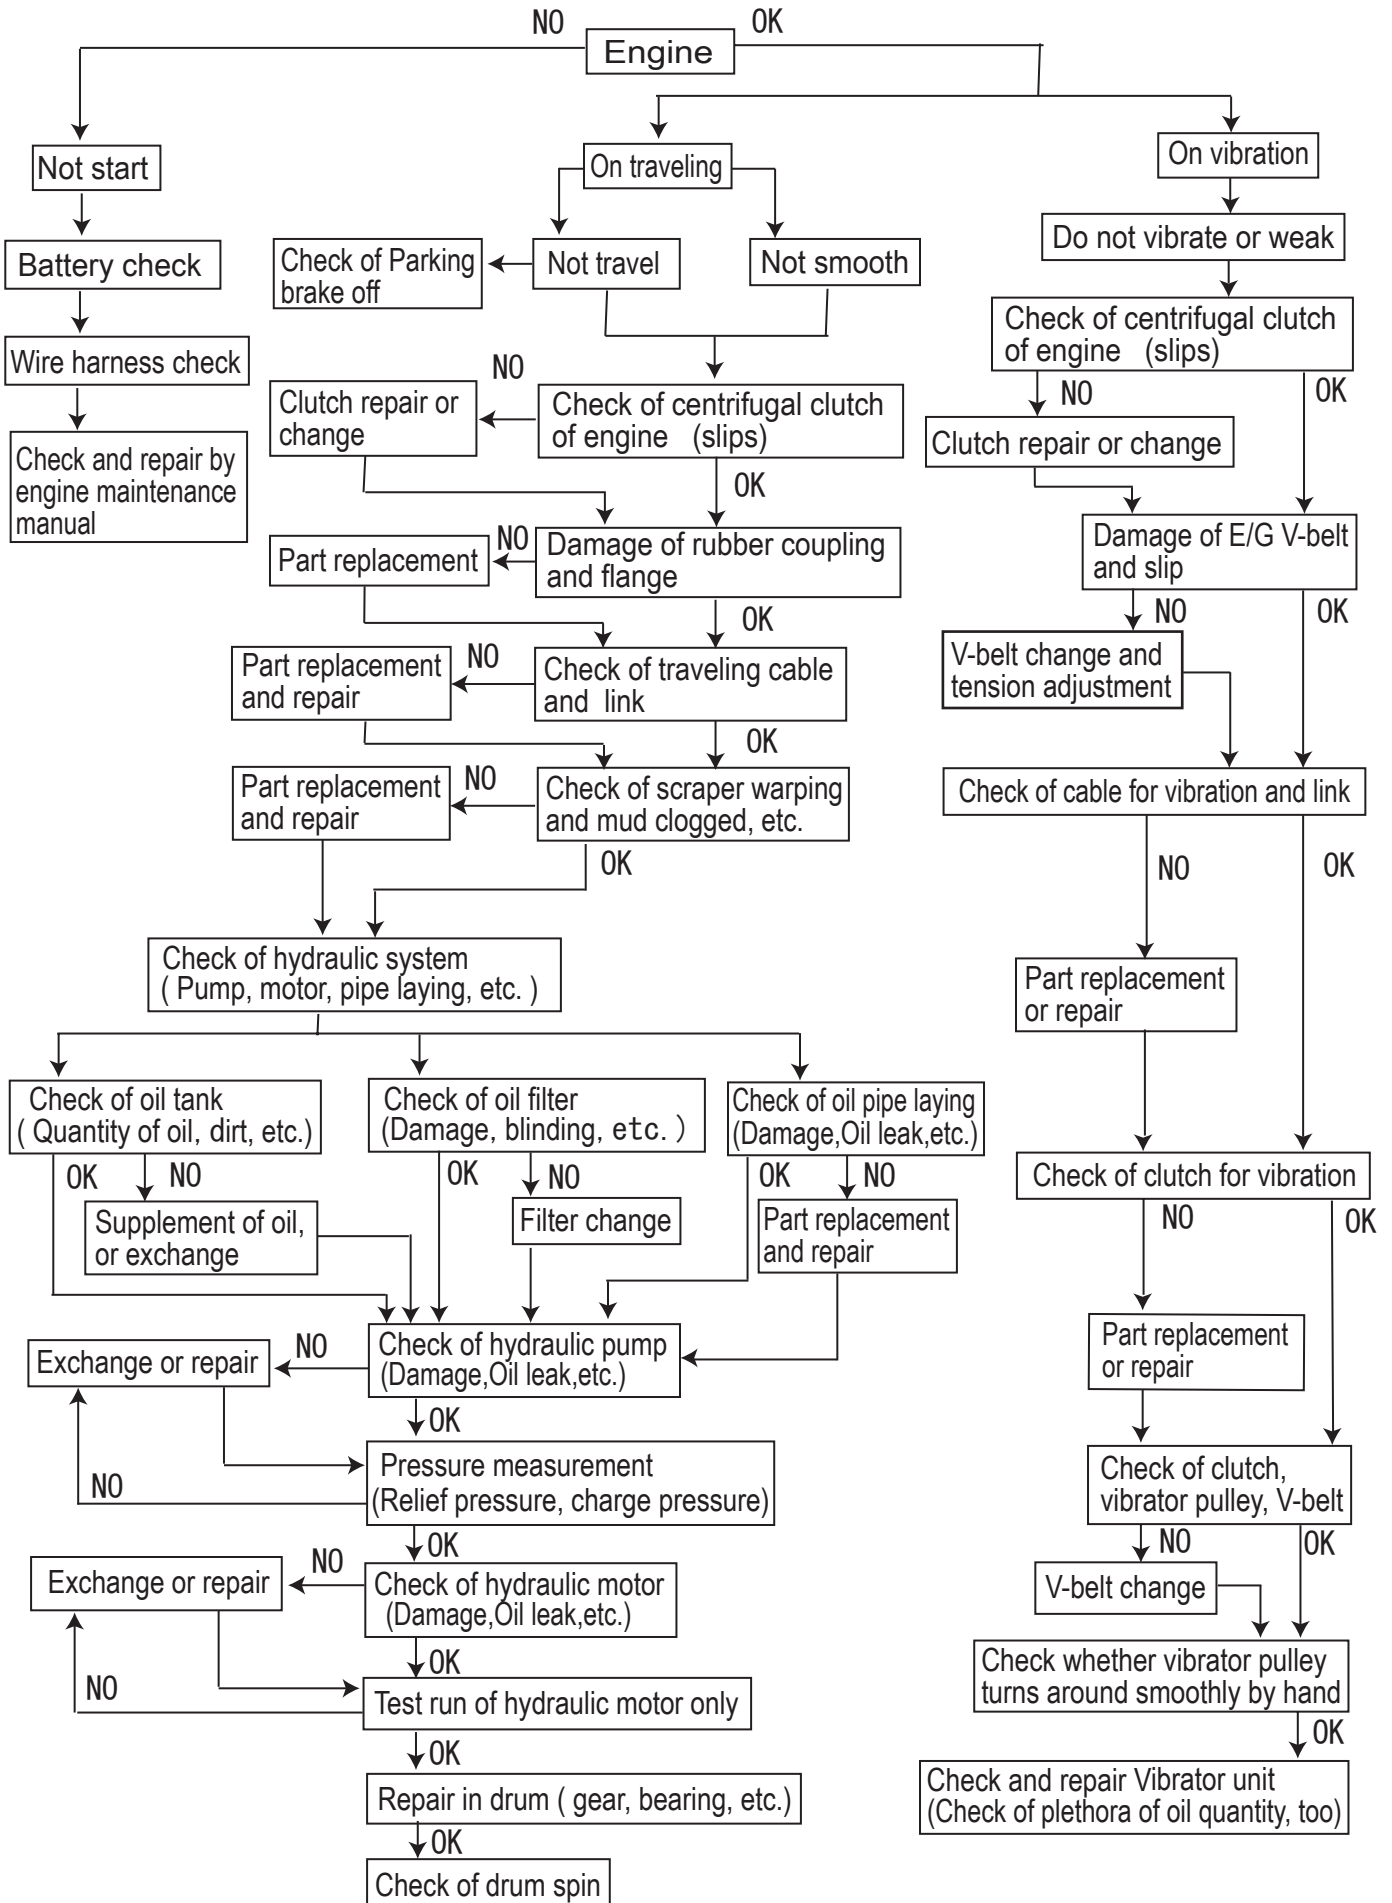 NO
OK
Engine
Not start
On traveling
On vibration
Battery check
Check of Parking
brake off
Not travel
Not smooth
Do not vibrate or weak
Wire harness check
Check of centrifugal clutch
of engine (slips)
NO
OK
NO
Clutch repair or
change
Check of centrifugal clutch
of engine (slips)
Clutch repair or change
Check and repair by
engine maintenance
manual
OK
NO
Part replacement
Damage of rubber coupling
and flange
Damage of E/G V-belt
and slip
OK
NO
OK
Part replacement
and repair
NO
Check of traveling cable
and link
V-belt change and
tension adjustment
OK
Part replacement
and repair
NO
Check of scraper warping
and mud clogged, etc.
Check of cable for vibration and link
OK
NO
OK
Check of hydraulic system
( Pump, motor, pipe laying, etc. )
Part replacement
or repair
Check of oil tank
( Quantity of oil, dirt, etc.)
Check of oil filter
(Damage, blinding, etc. )
Check of oil pipe laying
(Damage,Oil leak,etc.)
OK
NO
OK
NO
OK
NO
Check of clutch for vibration
Supplement of oil,
or exchange
Filter change
Part replacement
and repair
NO
OK
Exchange or repair
NO
Check of hydraulic pump
(Damage,Oil leak,etc.)
Part replacement
or repair
OK
NO
Pressure measurement
(Relief pressure, charge pressure)
Check of clutch,
vibrator pulley, V-belt
OK
NO
OK
Exchange or repair
NO
Check of hydraulic motor
(Damage,Oil leak,etc.)
V-belt change
OK
NO
Test run of hydraulic motor only
Check whether vibrator pulley
turns around smoothly by hand
OK
OK
Repair in drum ( gear, bearing, etc.)
Check and repair Vibrator unit
(Check of plethora of oil quantity, too)
OK
Check of drum spin